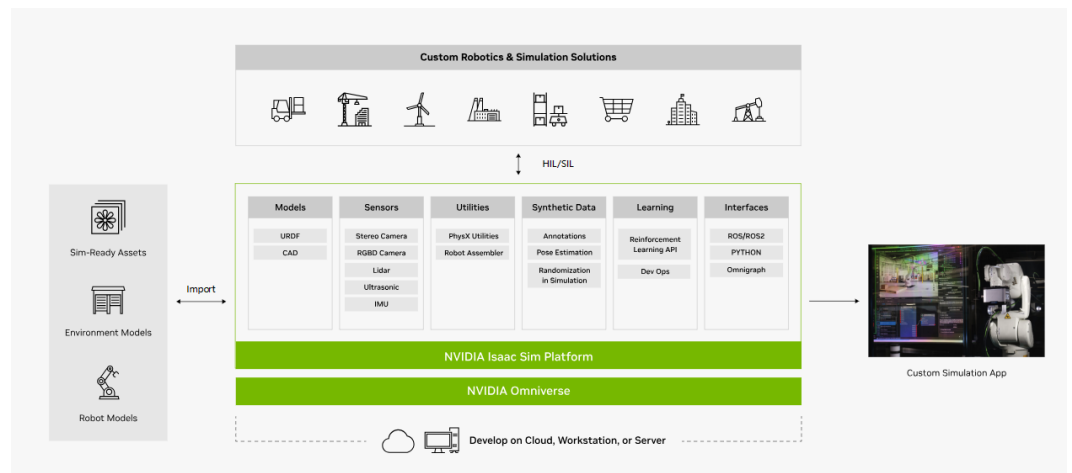 Custom Robotics & Simulation Solutions
HIL/SIL
Sim-Ready Assets
Environment Models
Robot Models
Import
Models
URDF
CAD
Sensors
Stereo Camera
RGBD Camera
Lidar
Ultrasonic
IMU
Utilities
PhysX Utilities
Robot Assembler
Synthetic Data
Annotations
Pose Estimation
Randomization
in Simulation
Learning
Reinforcement
Learning API
Dev Ops
Interfaces
ROS/ROS2
PYTHON
Omnigraph
NVIDIA Isaac Sim Platform
NVIDIA Omniverse
Develop on Cloud, Workstation, or Server
Custom Simulation App